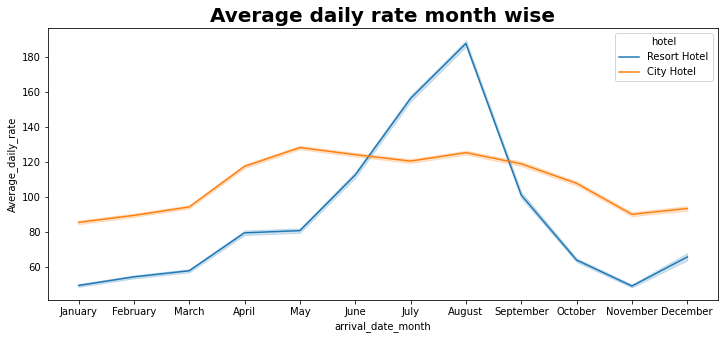 Average daily rate month wise
hotel
Resort Hotel
City Hotel
Average_daily_rate
180
160
140
120
100
80
60
January February March April May June July August September October November December
arrival_date_month